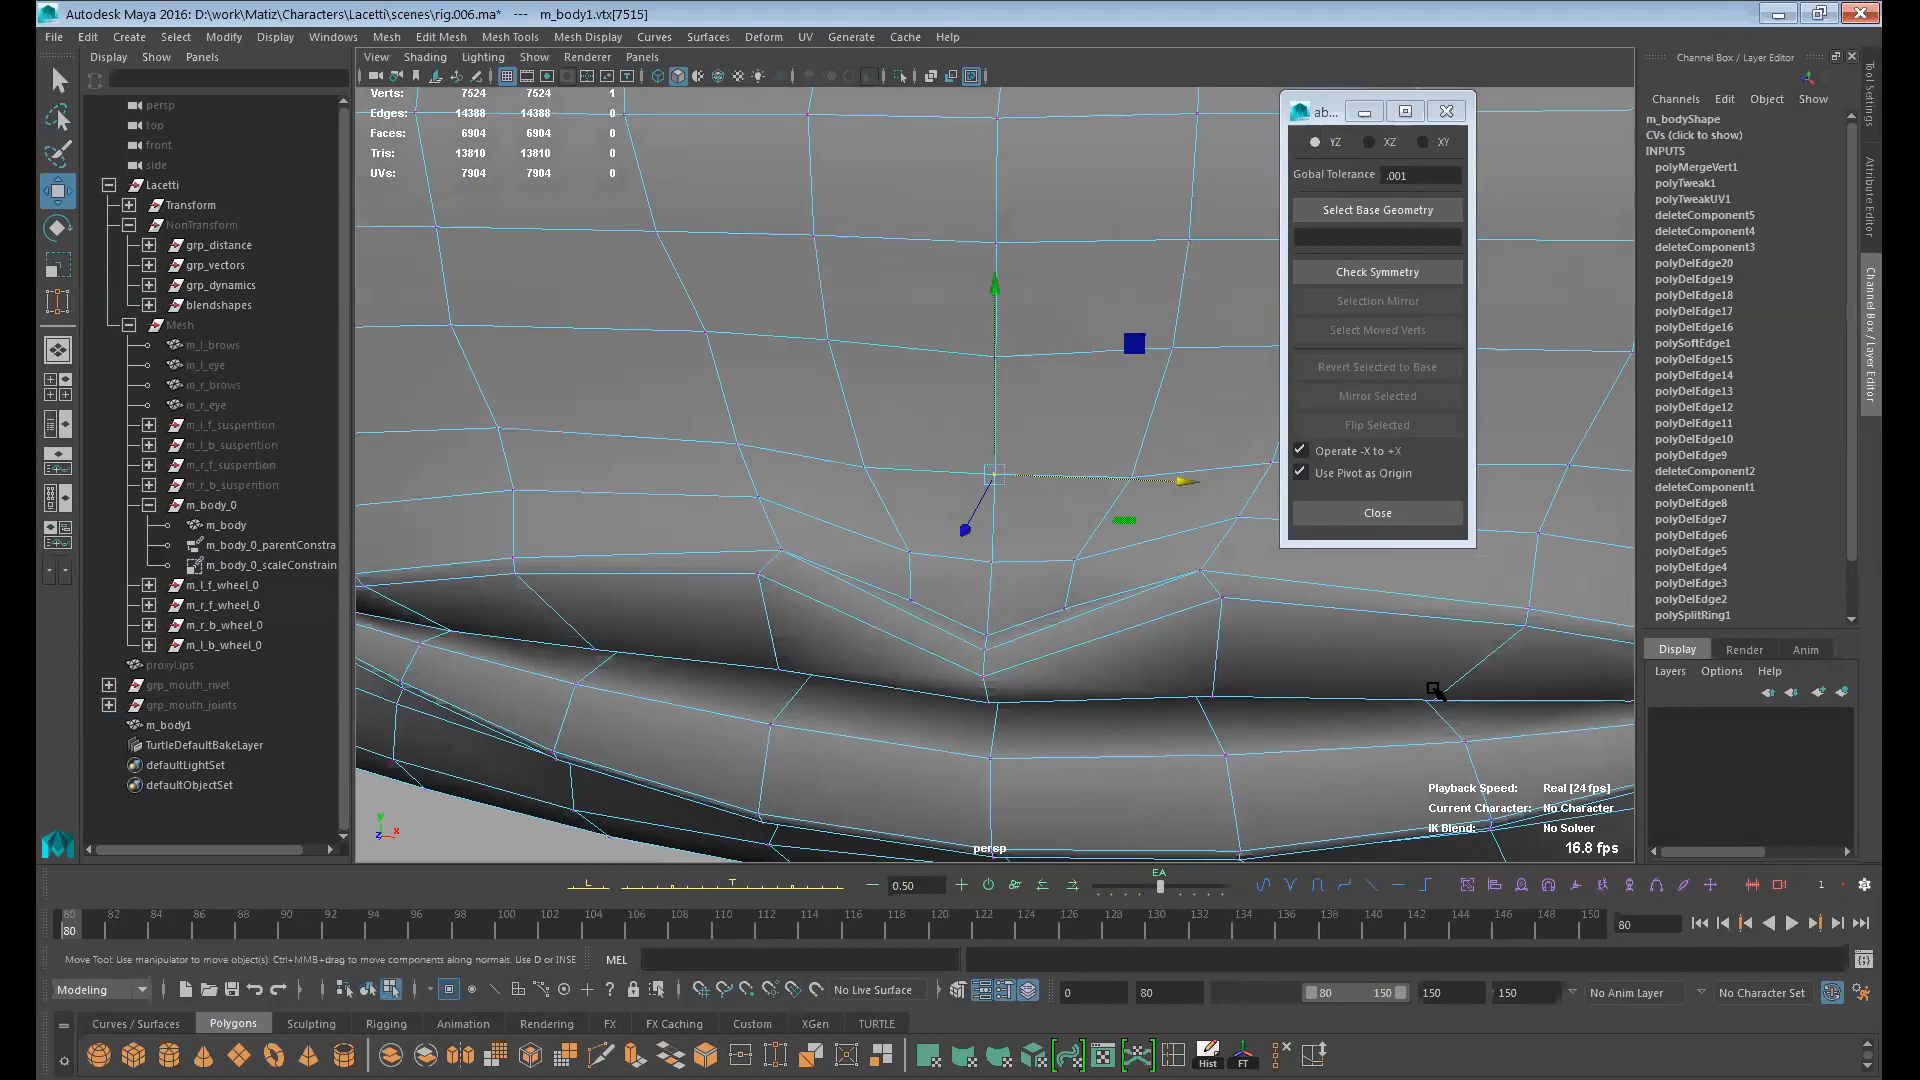 Autodesk Maya 2016: D:\work\Matiz\Characters\Lacetti\scenes\rig.006.ma* --- m_body1.vtx[7515]
File Edit Create Select Modify Display Windows Mesh Edit Mesh Mesh Tools Mesh Display Curves Surfaces Deform UV Generate Cache Help
Display Show Panels
View Shading Lighting Show Renderer Panels
Channel Box / Layer Editor
Channels Edit Object Show
persp
top
front
side
Lacetti
Transform
NonTransform
grp_distance
grp_vectors
grp_dynamics
blendshapes
Mesh
m_l_brows
m_l_eye
m_r_brows
m_r_eye
m_l_f_suspention
m_l_b_suspention
m_r_f_suspention
m_r_b_suspention
m_body_0
m_body
m_body_0_parentConstra
m_body_0_scaleConstrain
m_l_f_wheel_0
m_r_f_wheel_0
m_r_b_wheel_0
m_l_b_wheel_0
proxyLips
grp_mouth_rivet
grp_mouth_joints
m_body1
TurtleDefaultBakeLayer
defaultLightSet
defaultObjectSet
Verts: 7524 7524 1
Edges: 14388 14388 0
Faces: 6904 6904 0
Tris: 13810 13810 0
UVs: 7904 7904 0
ab...
YZ XZ XY
Gobal Tolerance .001
Select Base Geometry
Check Symmetry
Selection Mirror
Select Moved Verts
Revert Selected to Base
Mirror Selected
Flip Selected
Operate -X to +X
Use Pivot as Origin
Close
y
z x
persp
Playback Speed: Real [24 fps]
Current Character: No Character
IK Blend: No Solver
16.8 fps
m_bodyShape
CVs (click to show)
INPUTS
polyMergeVert1
polyTweak1
polyTweakUV1
deleteComponent5
deleteComponent4
deleteComponent3
polyDelEdge20
polyDelEdge19
polyDelEdge18
polyDelEdge17
polyDelEdge16
polySoftEdge1
polyDelEdge15
polyDelEdge14
polyDelEdge13
polyDelEdge12
polyDelEdge11
polyDelEdge10
polyDelEdge9
deleteComponent2
deleteComponent1
polyDelEdge8
polyDelEdge7
polyDelEdge6
polyDelEdge5
polyDelEdge4
polyDelEdge3
polyDelEdge2
polySplitRing1
Display Render Anim
Layers Options Help
Tool Settings
Attribute Editor
Channel Box / Layer Editor
L T 0.50 EA 1
80 82 84 86 88 90 92 94 96 98 100 102 104 106 108 110 112 114 116 118 120 122 124 126 128 130 132 134 136 138 140 142 144 146 148 150
80 80
Move Tool: Use manipulator to move object(s). Ctrl+MMB+drag to move components along normals. Use D or INSE MEL
Modeling No Live Surface 0 80 80 150 150 150 No Anim Layer No Character Set
Curves / Surfaces Polygons Sculpting Rigging Animation Rendering FX FX Caching Custom XGen TURTLE
Hist FT